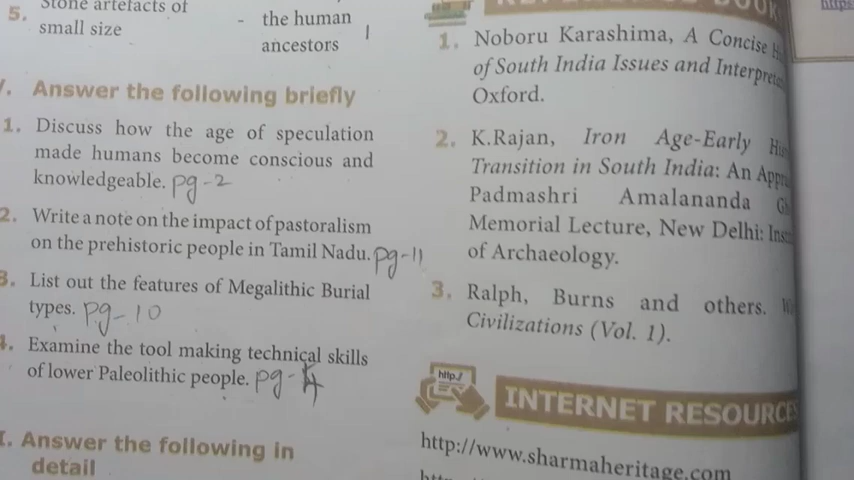 Stone artefacts of
5. small size
- the human
ancestors
V. Answer the following briefly
1. Discuss how the age of speculation
made humans become conscious and
knowledgeable. pg-2
2. Write a note on the impact of pastoralism
on the prehistoric people in Tamil Nadu. pg-11
3. List out the features of Megalithic Burial
types. pg-10
4. Examine the tool making technical skills
of lower Paleolithic people. pg-4
I. Answer the following in
detail
1. Noboru Karashima, A Concise
of South India Issues and
Oxford.
2. K.Rajan, Iron Age-Early
Transition in South India: An
Padmashri Amalananda
Memorial Lecture, New Delhi:
of Archaeology.
3. Ralph, Burns and others.
Civilizations (Vol. 1).
http://
INTERNET RESOURCES
http://www.sharmaheritage.com
https